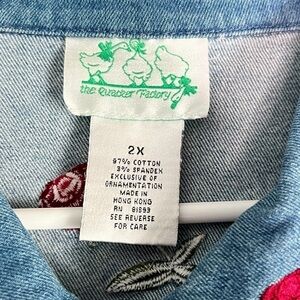 the Quacker Factory
2X
97% COTTON
3% SPANDEX
EXCLUSIVE OF
ORNAMENTATION
MADE IN
HONG KONG
RN 81593
SEE REVERSE
FOR CARE